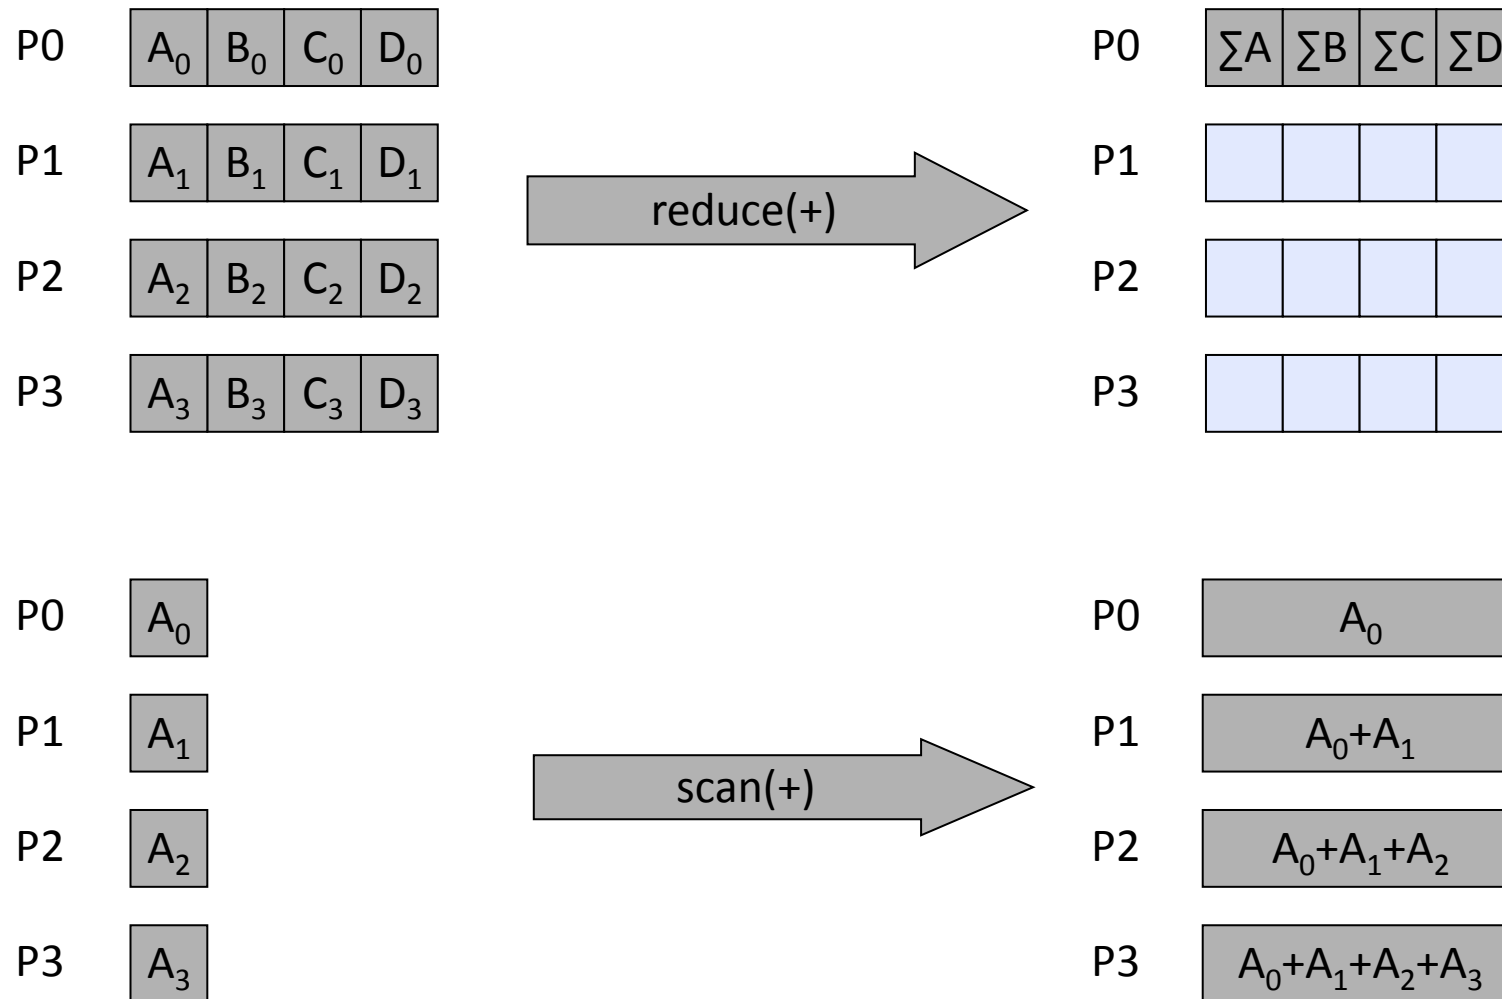 P0 A₀ B₀ C₀ D₀ P0 ∑A ∑B ∑C ∑D
P1 A₁ B₁ C₁ D₁ P1
reduce(+)
P2 A₂ B₂ C₂ D₂ P2
P3 A₃ B₃ C₃ D₃ P3
P0 A₀ P0 A₀
P1 A₁ P1 A₀+A₁
scan(+)
P2 A₂ P2 A₀+A₁+A₂
P3 A₃ P3 A₀+A₁+A₂+A₃